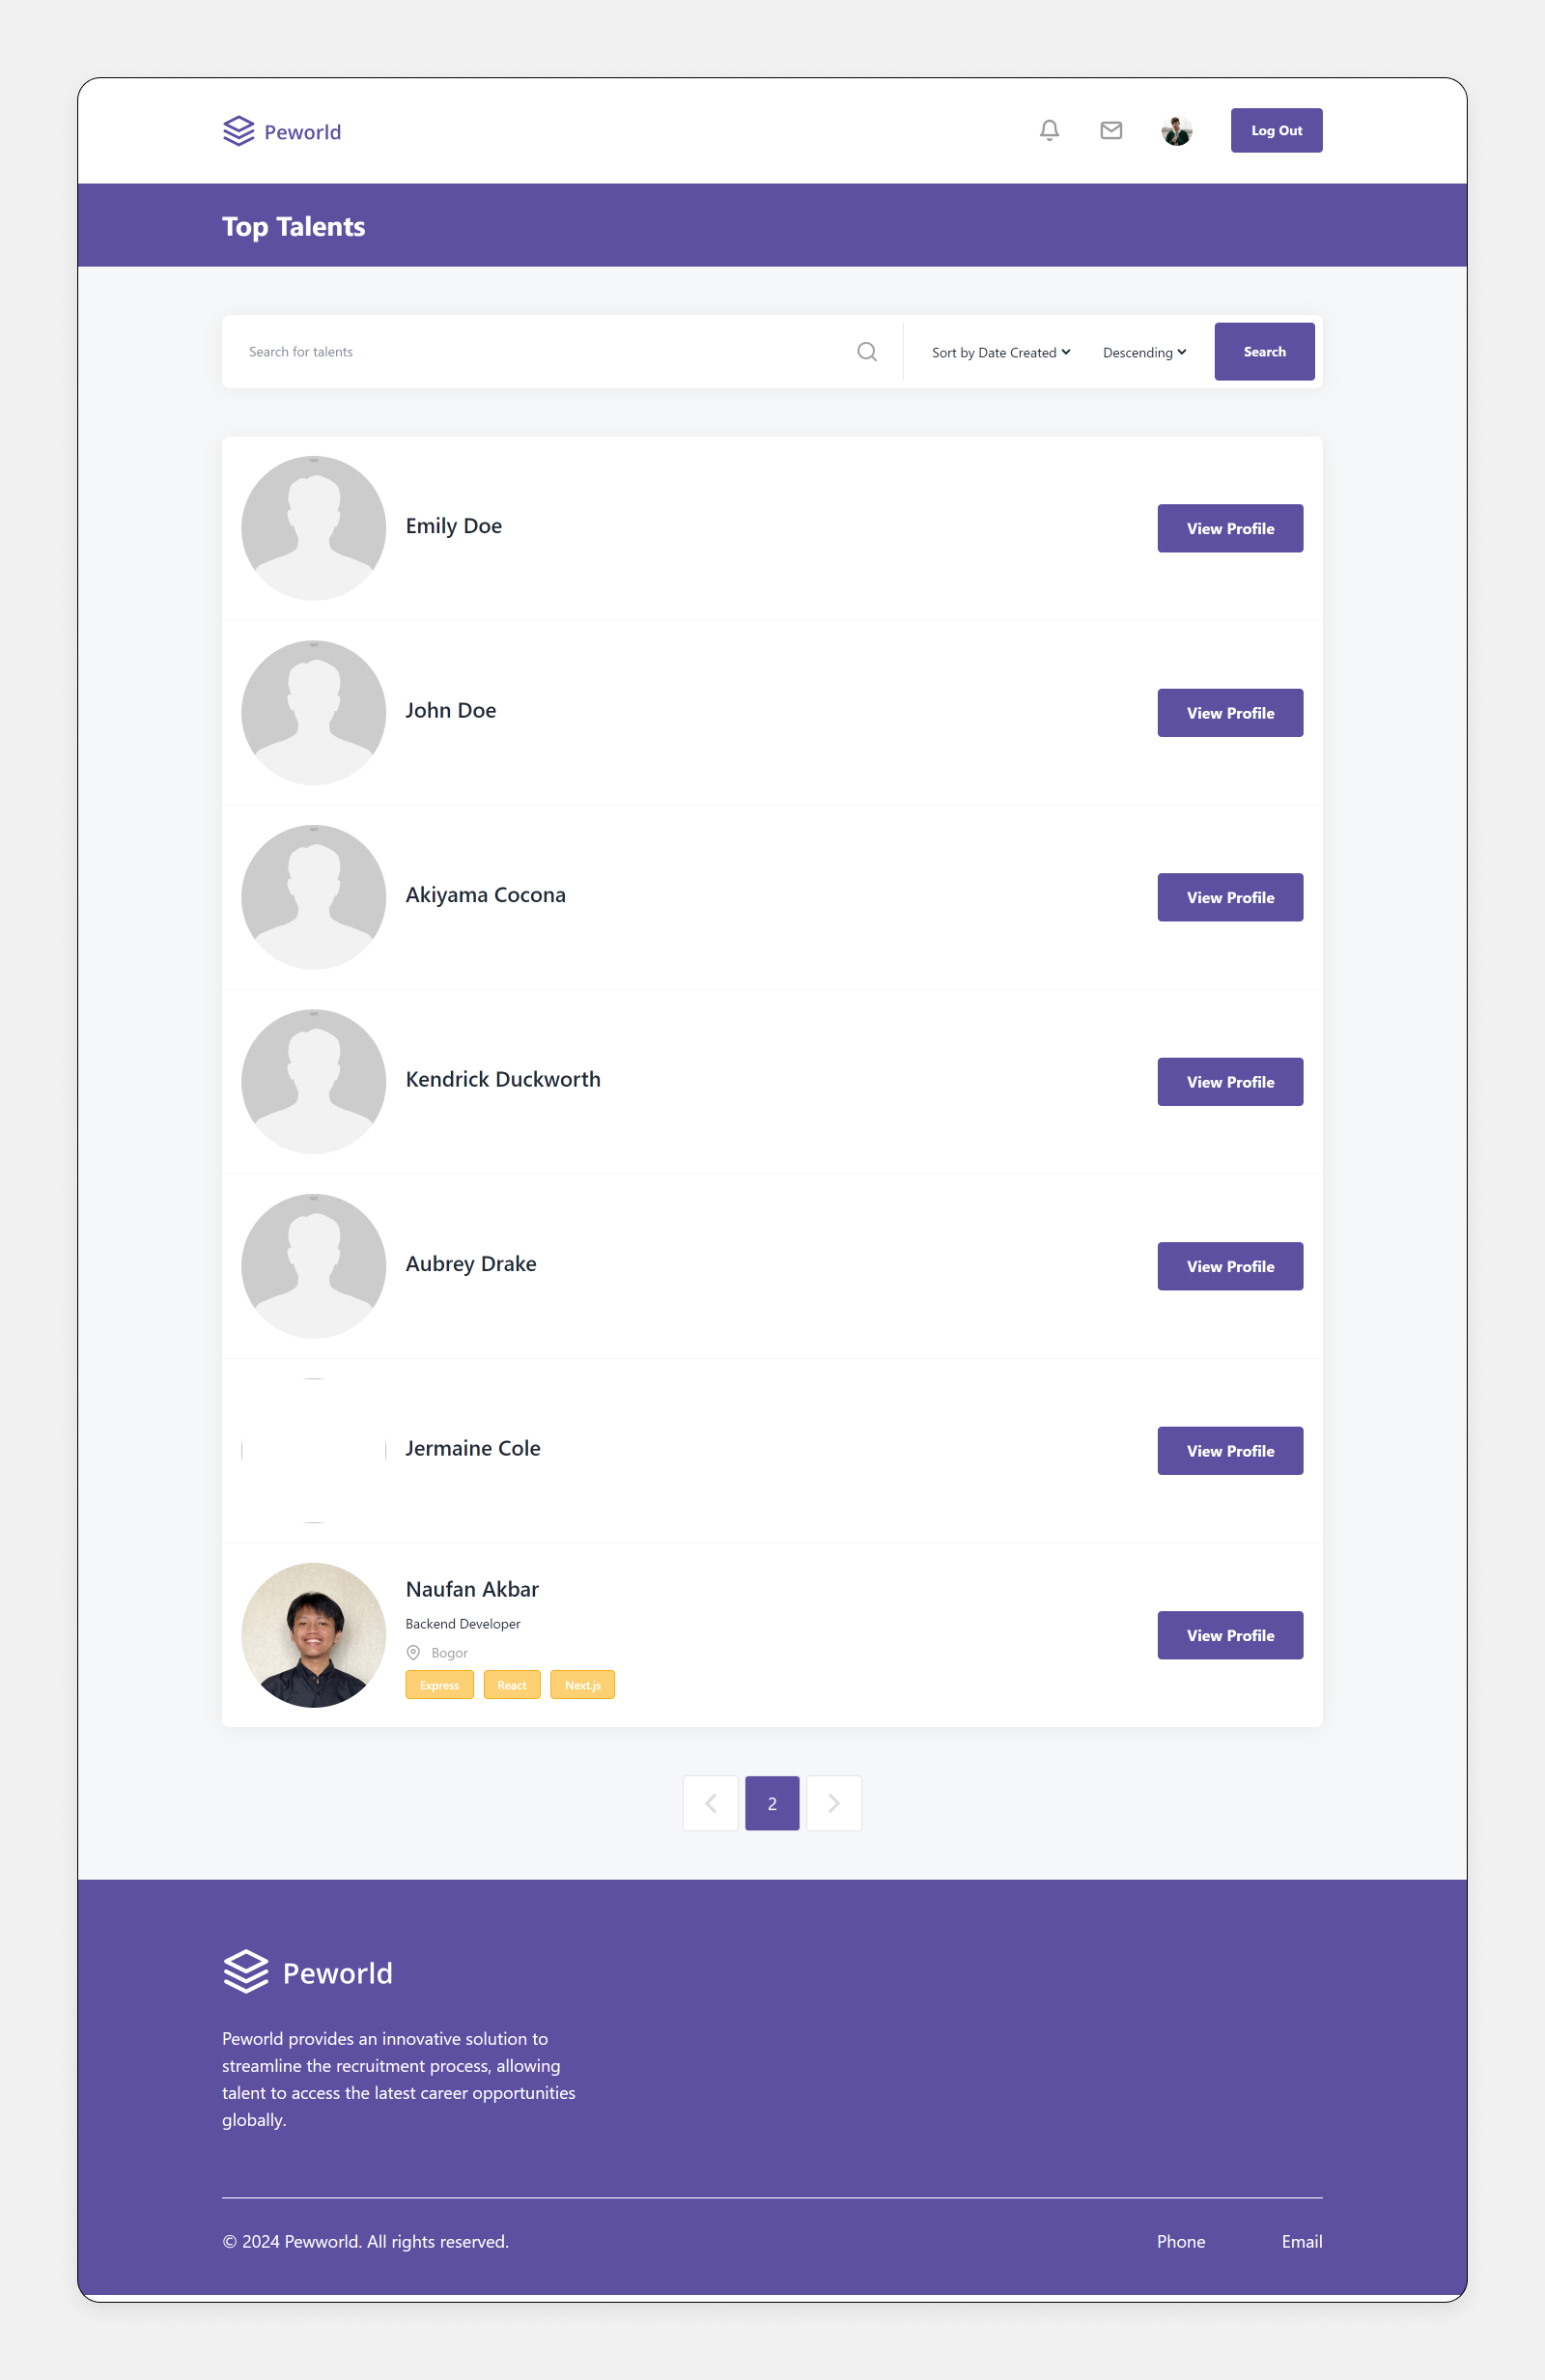 Peworld
Log Out
Top Talents
Search for talents
Sort by Date Created
Descending
Search
Emily Doe
View Profile
John Doe
View Profile
Akiyama Cocona
View Profile
Kendrick Duckworth
View Profile
Aubrey Drake
View Profile
Jermaine Cole
View Profile
Naufan Akbar
Backend Developer
Bogor
Express React Next.js
View Profile
2
Peworld
Peworld provides an innovative solution to
streamline the recruitment process, allowing
talent to access the latest career opportunities
globally.
© 2024 Pewworld. All rights reserved.
Phone Email